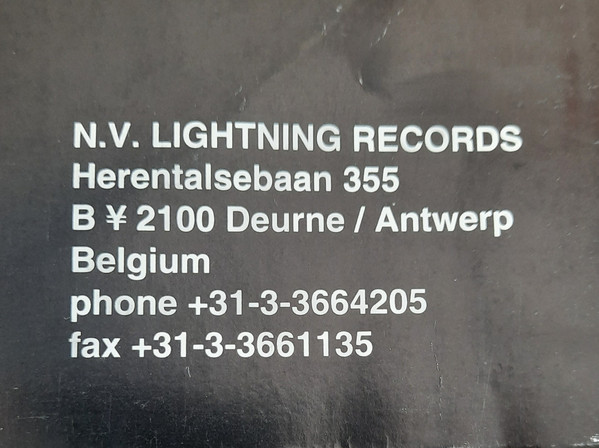 N.V. LIGHTNING RECORDS
Herentalsebaan 355
B ¥ 2100 Deurne / Antwerp
Belgium
phone +31-3-3664205
fax +31-3-3661135